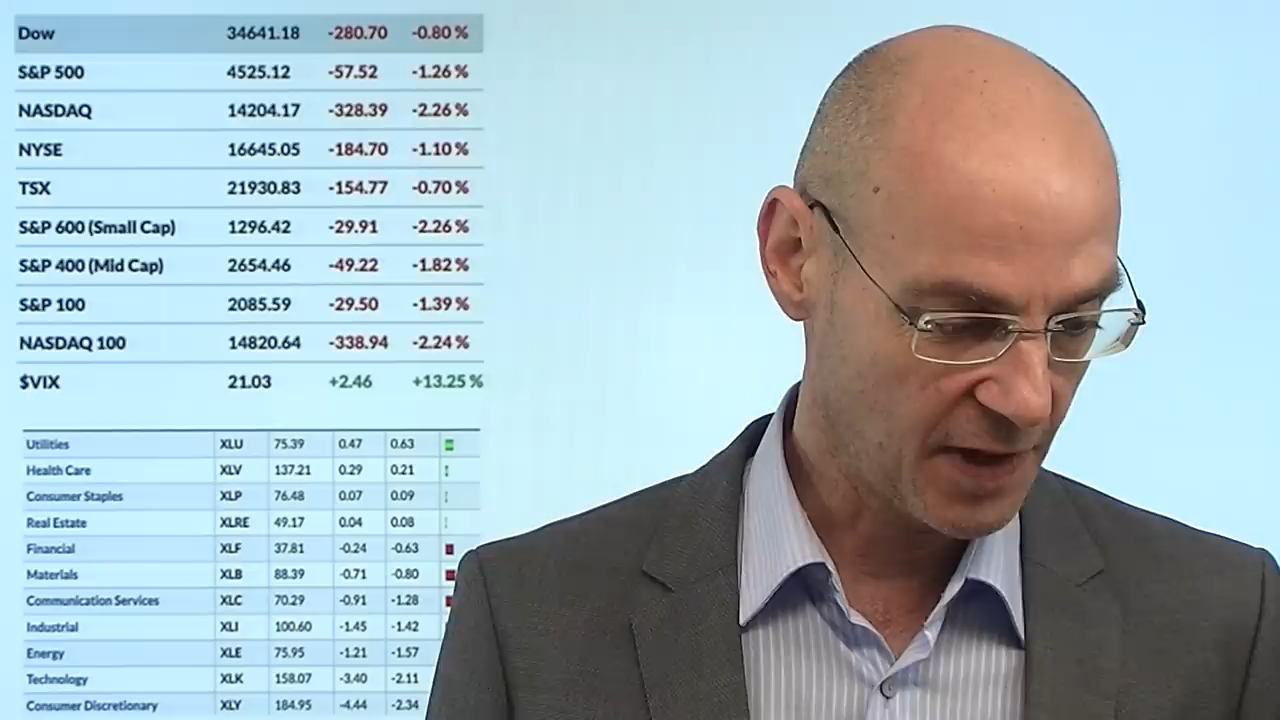 Dow 34641.18 -280.70 -0.80%
S&P 500 4525.12 -57.52 -1.26%
NASDAQ 14204.17 -328.39 -2.26%
NYSE 16645.05 -184.70 -1.10%
TSX 21930.83 -154.77 -0.70%
S&P 600 (Small Cap) 1296.42 -29.91 -2.26%
S&P 400 (Mid Cap) 2654.46 -49.22 -1.82%
S&P 100 2085.59 -29.50 -1.39%
NASDAQ 100 14820.64 -338.94 -2.24%
$VIX 21.03 +2.46 +13.25%
Utilities XLU 75.39 0.47 0.63
Health Care XLV 137.21 0.29 0.21
Consumer Staples XLP 76.48 0.07 0.09
Real Estate XLRE 49.17 0.04 0.08
Financial XLF 37.81 -0.24 -0.63
Materials XLB 88.39 -0.71 -0.80
Communication Services XLC 70.29 -0.91 -1.28
Industrial XLI 100.60 -1.45 -1.42
Energy XLE 75.95 -1.21 -1.57
Technology XLK 158.07 -3.40 -2.11
Consumer Discretionary XLY 184.95 -4.44 -2.34